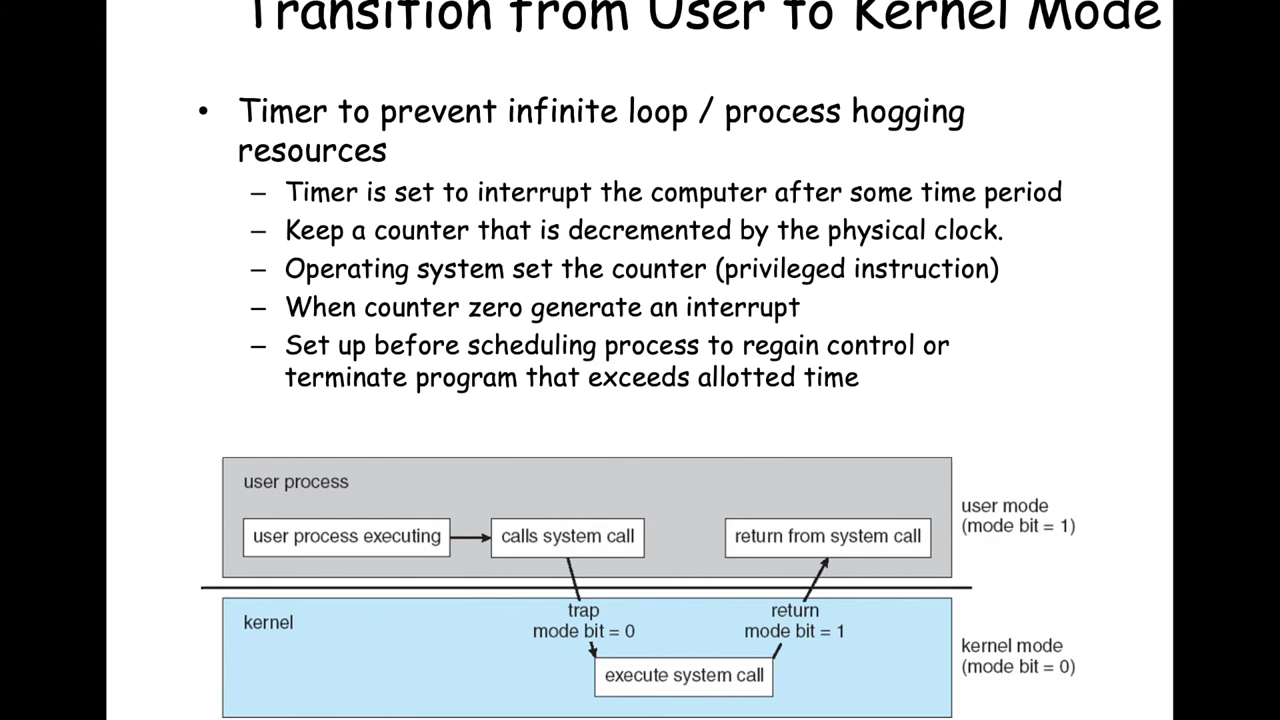 Transition from User to Kernel Mode
• Timer to prevent infinite loop / process hogging
resources
– Timer is set to interrupt the computer after some time period
– Keep a counter that is decremented by the physical clock.
– Operating system set the counter (privileged instruction)
– When counter zero generate an interrupt
– Set up before scheduling process to regain control or
terminate program that exceeds allotted time
user process
user process executing
calls system call
return from system call
user mode
(mode bit = 1)
kernel
trap
mode bit = 0
return
mode bit = 1
execute system call
kernel mode
(mode bit = 0)